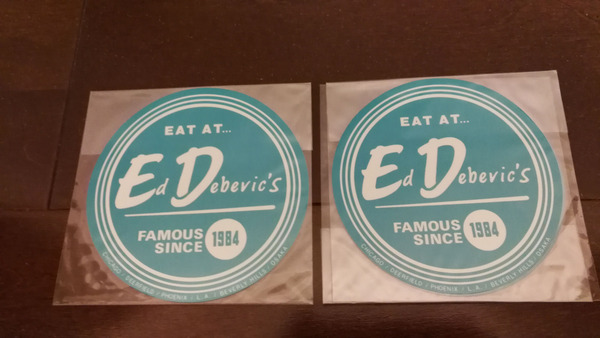 EAT AT...
Ed Debevic's
FAMOUS
SINCE 1984
CHICAGO / DEERFIELD / PHOENIX / L.A. / BEVERLY HILLS / OSAKA
EAT AT...
Ed Debevic's
FAMOUS
SINCE 1984
CHICAGO / DEERFIELD / PHOENIX / L.A. / BEVERLY HILLS / OSAKA